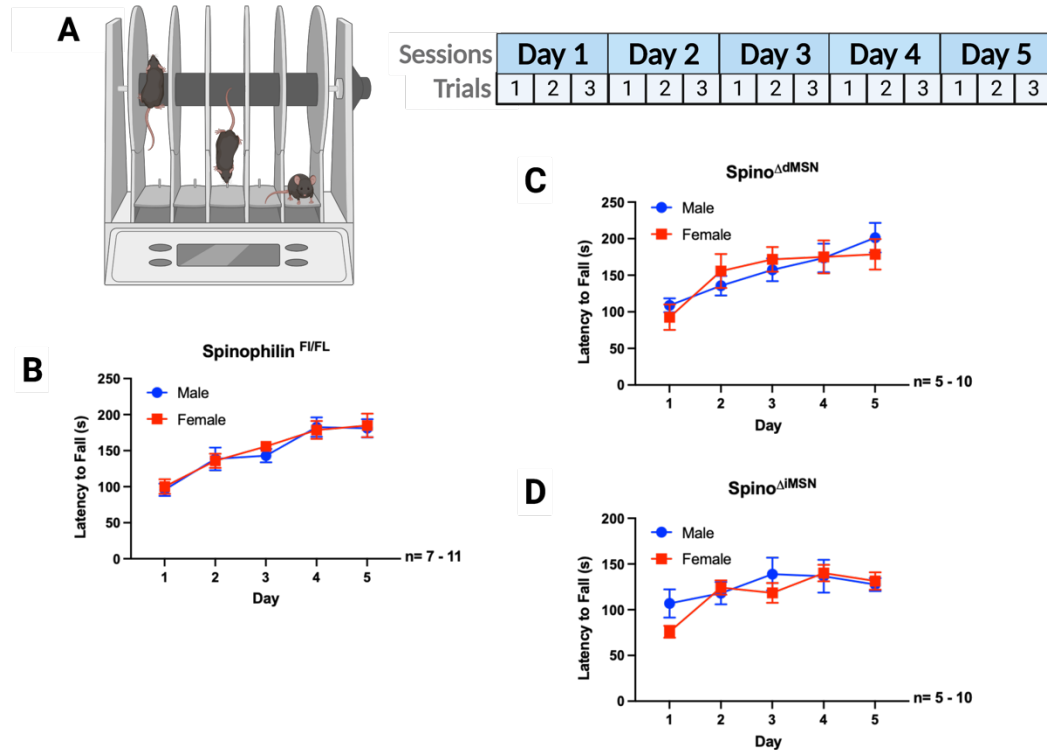 A
Sessions Day 1 Day 2 Day 3 Day 4 Day 5
Trials 1 2 3 1 2 3 1 2 3 1 2 3 1 2 3
B
Spinophilin Fl/FL
Male
Female
Latency to Fall (s)
250
200
150
100
50
0
1 2 3 4 5
Day
n= 7 - 11
C
SpinoΔdMSN
Male
Female
Latency to Fall (s)
250
200
150
100
50
0
1 2 3 4 5
Day
n= 5 - 10
D
SpinoΔiMSN
Male
Female
Latency to Fall (s)
200
150
100
50
0
1 2 3 4 5
Day
n= 5 - 10